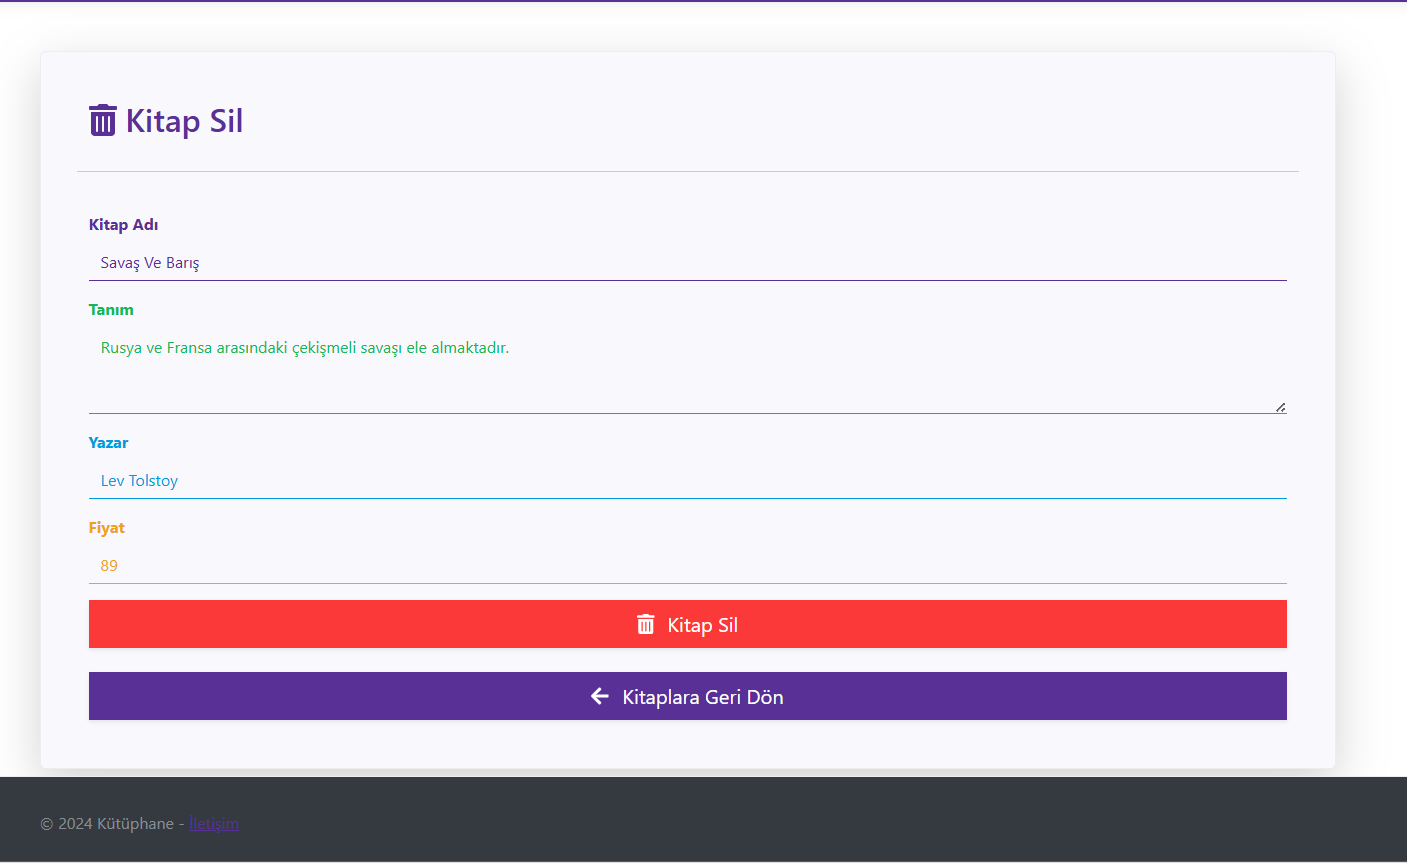 Kitap Sil
Kitap Adı
Savaş Ve Barış
Tanım
Rusya ve Fransa arasındaki çekişmeli savaşı ele almaktadır.
Yazar
Lev Tolstoy
Fiyat
89
Kitap Sil
Kitaplara Geri Dön
© 2024 Kütüphane - İletişim